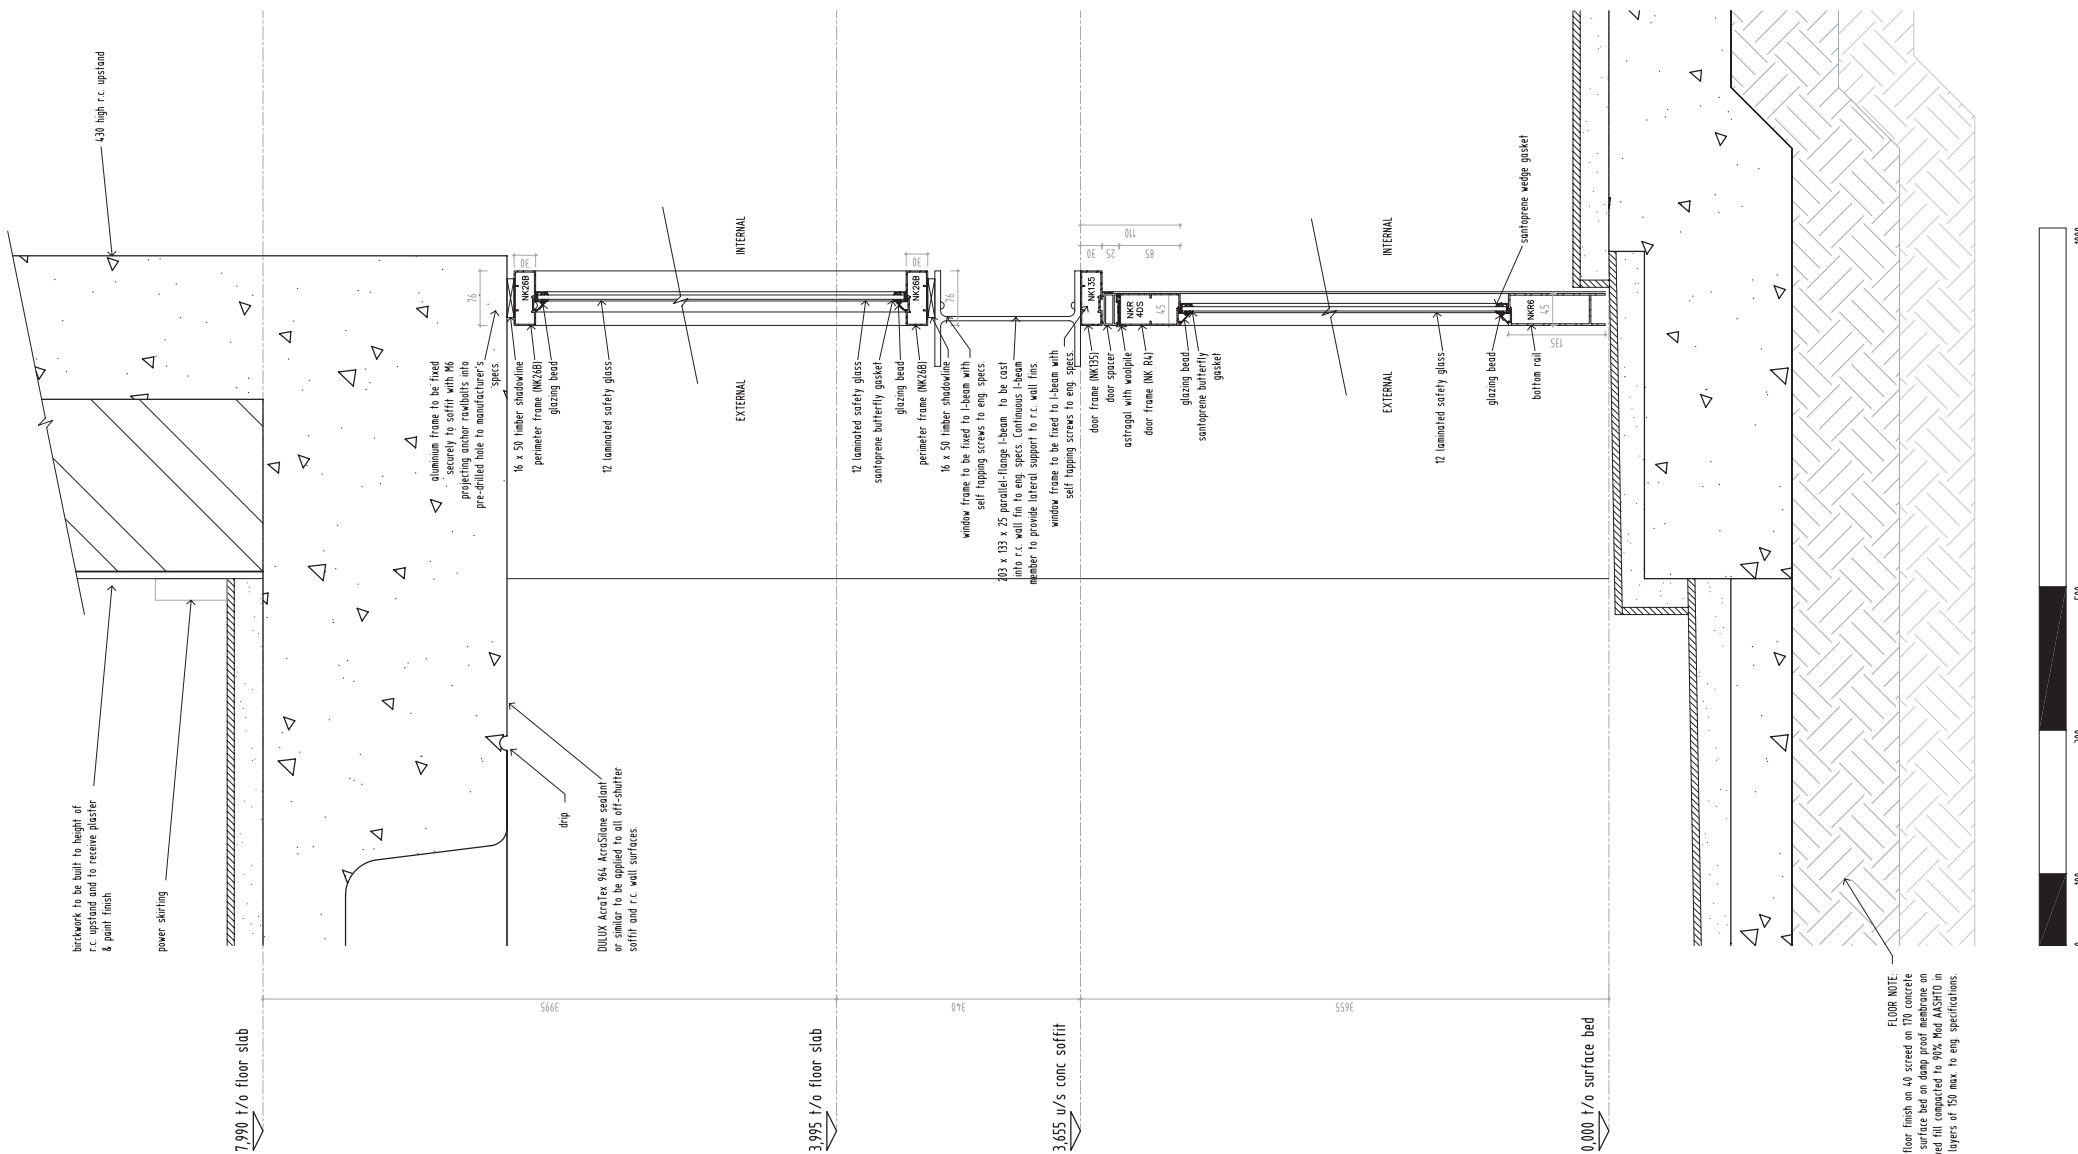 430 high r.c. upstand
aluminium frame to be fixed
securely to soffit with M6
projecting anchor rawlbolts into
pre-drilled hole to manufacturer's
specs.
16 x 50 timber shadowline
perimeter frame (NK26B)
glazing bead
12 laminated safety glass
INTERNAL
EXTERNAL
12 laminated safety glass
santoprene butterfly gasket
glazing bead
perimeter frame (NK26B)
16 x 50 timber shadowline
window frame to be fixed to I-beam with
self tapping screws to eng. specs.
203 x 133 x 25 parallel-flange I-beam to be cast
into r.c. wall fin to eng. specs. Continuous I-beam
member to provide lateral support to r.c. wall fins.
window frame to be fixed to I-beam with
self tapping screws to eng. specs.
door frame (NK135)
door spacer
astragal with woolpile
door frame (NK R4)
glazing bead
santoprene butterfly
gasket
INTERNAL
EXTERNAL
12 laminated safety glass
glazing bead
santoprene wedge gasket
bottom rail
NK26B
NK26B
NK135
NKR
4DS
NKR6
76
30
30
76
30
25
85
110
45
45
135
birckwork to be built to height of
r.c. upstand and to receive plaster
& paint finish
power skirting
drip
DULUX AcraTex 964 AcraSilane sealant
or similar to be applied to all off-shutter
soffit and r.c. wall surfaces.
3995
340
3655
7,990 t/o floor slab
3,995 t/o floor slab
3,655 u/s conc soffit
0,000 t/o surface bed
FLOOR NOTE:
floor finish on 40 screed on 170 concrete
surface bed on damp proof membrane on
fill compacted to 90% Mod AASHTO in
layers of 150 max. to eng. specifications.